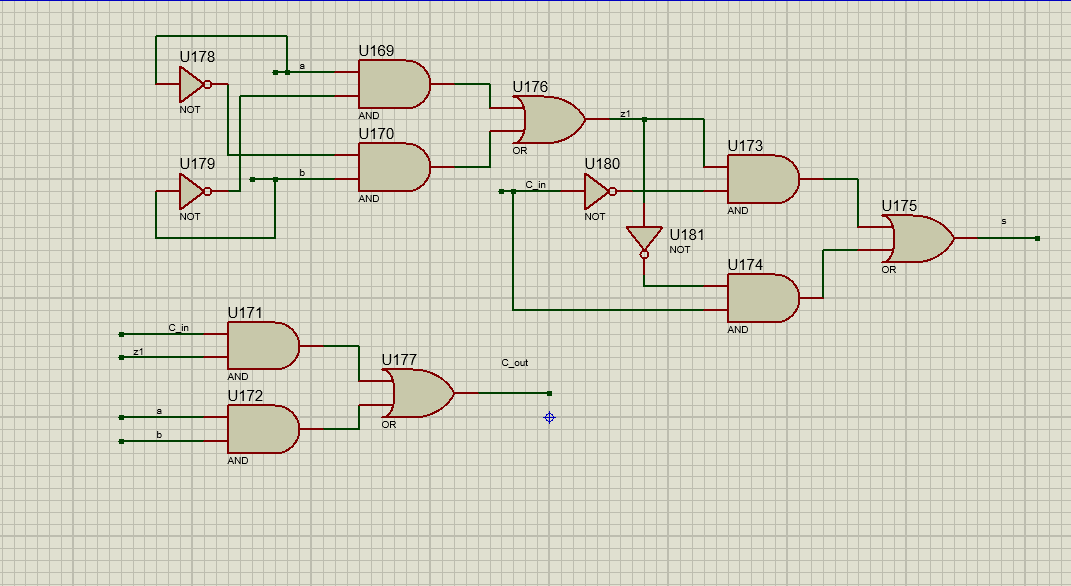 U178
NOT
a
U169
AND
U170
AND
U179
NOT
b
U176
OR
z1
C_in
U180
NOT
U181
NOT
U173
AND
U174
AND
U175
OR
s
C_in
z1
U171
AND
a
b
U172
AND
U177
OR
C_out